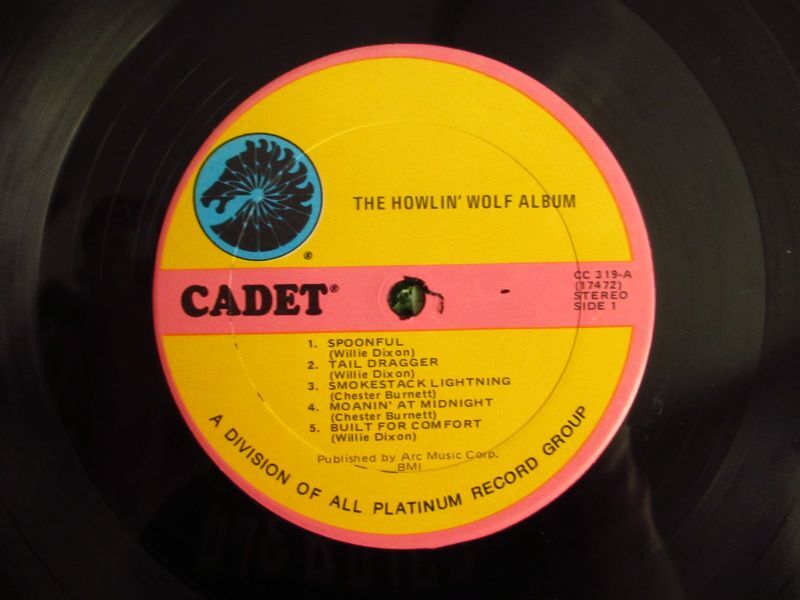 THE HOWLIN' WOLF ALBUM
®
CADET®
CC 319-A
(17472)
STEREO
SIDE 1
1. SPOONFUL
(Willie Dixon)
2. TAIL DRAGGER
(Willie Dixon)
3. SMOKESTACK LIGHTNING
(Chester Burnett)
4. MOANIN' AT MIDNIGHT
(Chester Burnett)
5. BUILT FOR COMFORT
(Willie Dixon)
Published by Arc Music Corp.
BMI
A DIVISION OF ALL PLATINUM RECORD GROUP